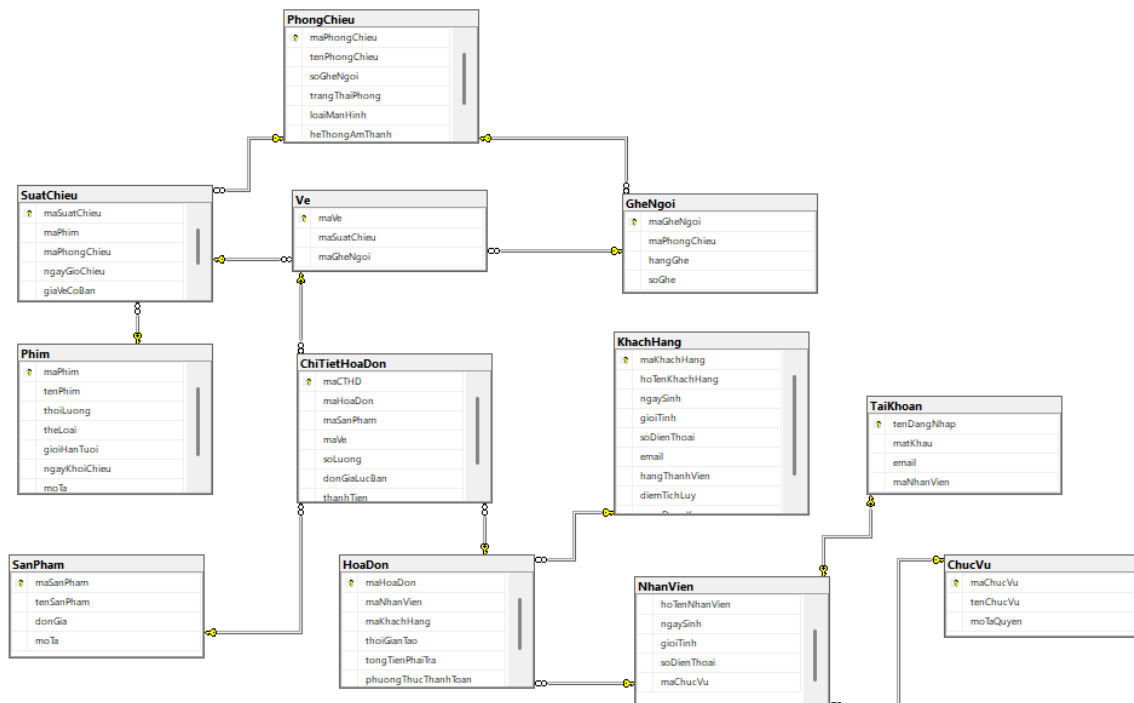 PhongChieu
maPhongChieu
tenPhongChieu
soGheNgoi
trangThaiPhong
loaiManHinh
heThongAmThanh
SuatChieu
maSuatChieu
maPhim
maPhongChieu
ngayGioChieu
giaVeCoBan
Ve
maVe
maSuatChieu
maGheNgoi
GheNgoi
maGheNgoi
maPhongChieu
hangGhe
soGhe
Phim
maPhim
tenPhim
thoiLuong
theLoai
gioiHanTuoi
ngayKhoiChieu
moTa
ChiTietHoaDon
maCTHD
maHoaDon
maSanPham
maVe
soLuong
donGiaLucBan
thanhTien
KhachHang
maKhachHang
hoTenKhachHang
ngaySinh
gioiTinh
soDienThoai
email
hangThanhVien
diemTichLuy
TaiKhoan
tenDangNhap
matKhau
email
maNhanVien
SanPham
maSanPham
tenSanPham
donGia
moTa
HoaDon
maHoaDon
maNhanVien
maKhachHang
thoiGianTao
tongTienPhaiTra
phuongThucThanhToan
NhanVien
hoTenNhanVien
ngaySinh
gioiTinh
soDienThoai
maChucVu
ChucVu
maChucVu
tenChucVu
moTaQuyen